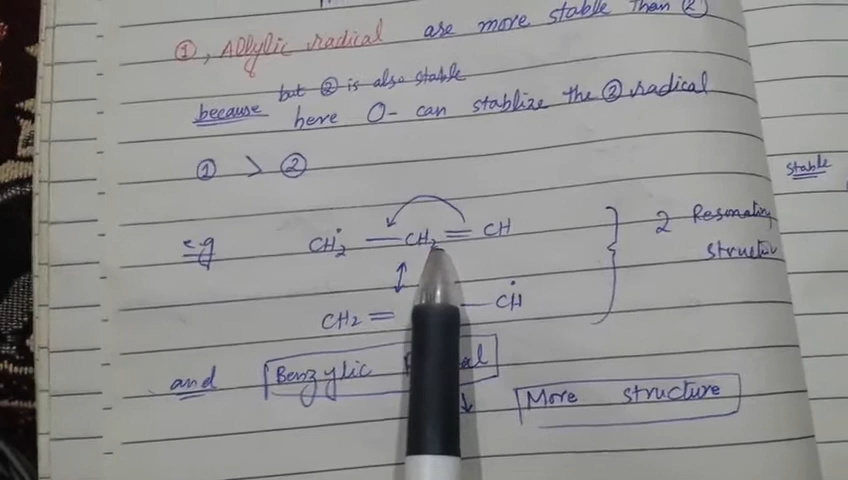 ①, Allylic radical are more stable than ②
but ② is also stable
because here O- can stablize the ② radical
① > ②
stable
eg CH2 — CH2 = CH
2 Resonating structur
CH2 = — CH
and Benzylic
More structure